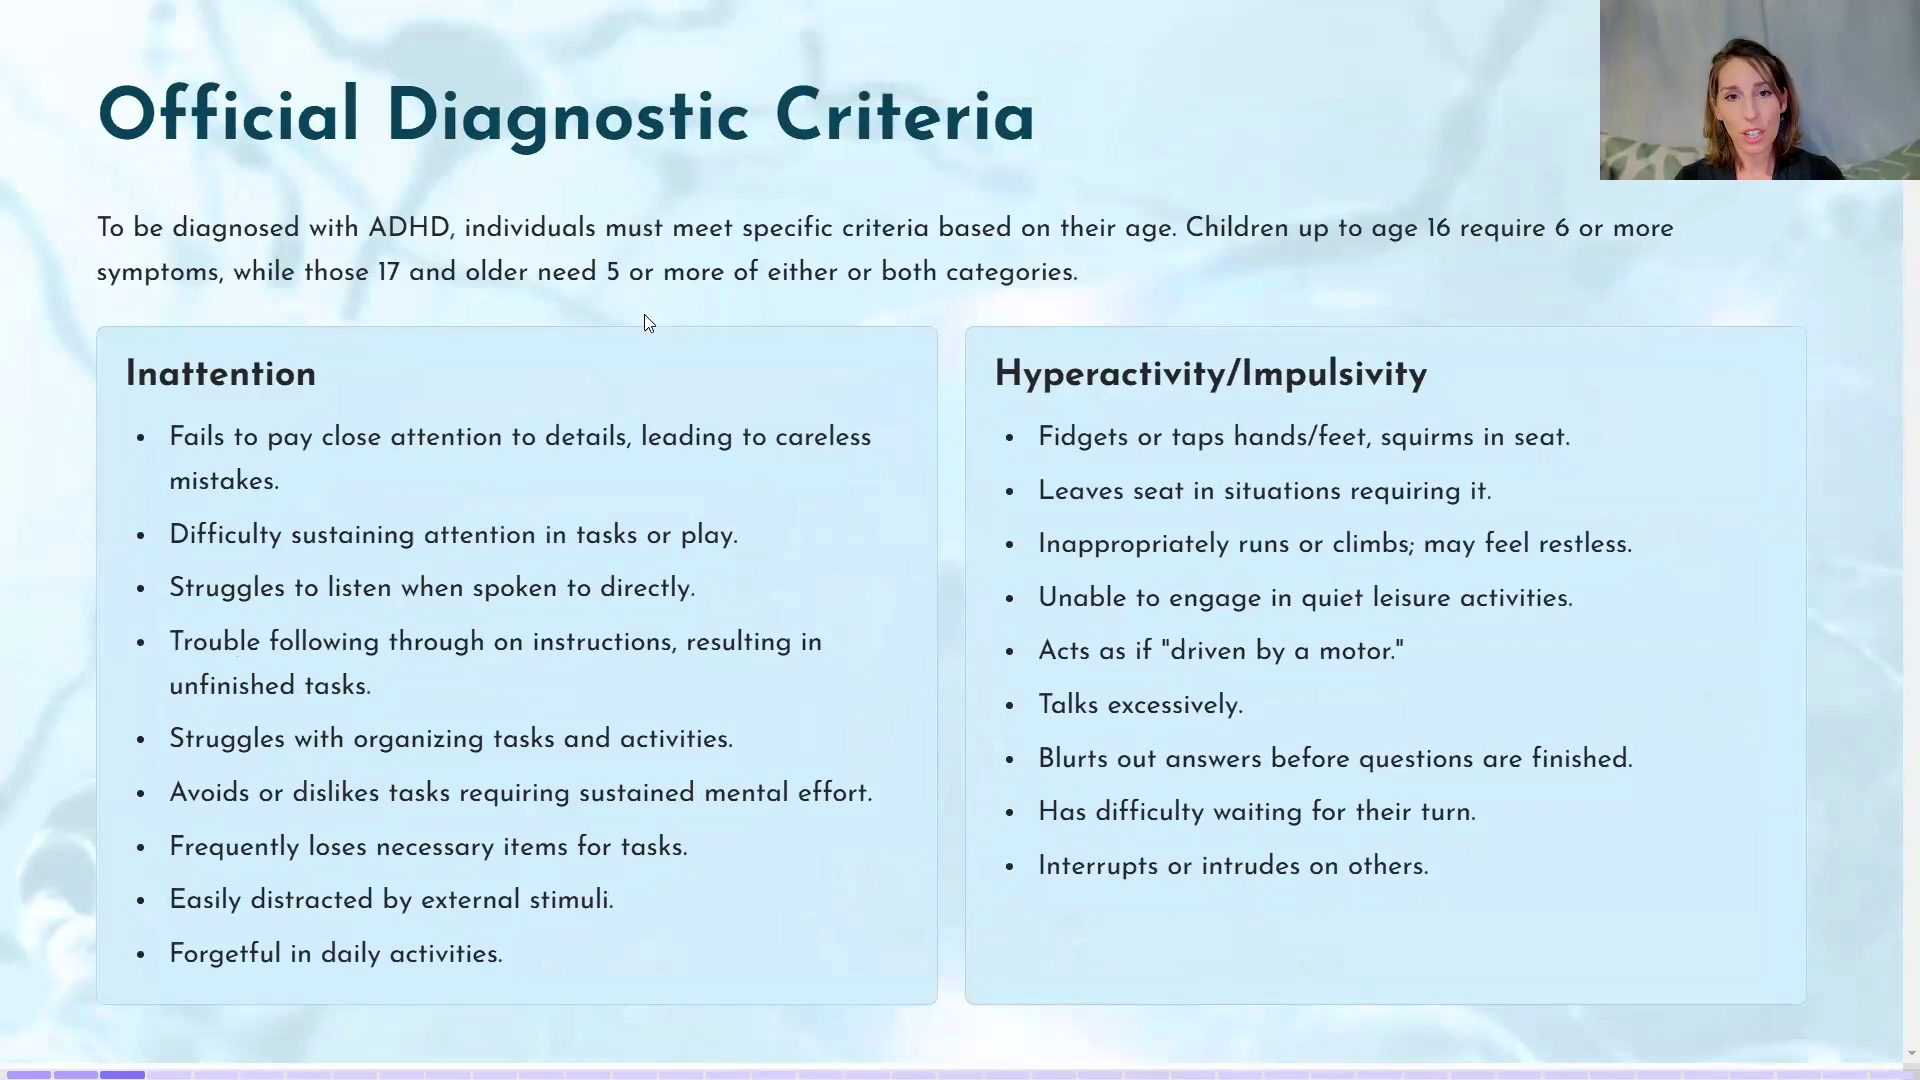 Official Diagnostic Criteria
To be diagnosed with ADHD, individuals must meet specific criteria based on their age. Children up to age 16 require 6 or more
symptoms, while those 17 and older need 5 or more of either or both categories.
Inattention
• Fails to pay close attention to details, leading to careless
mistakes.
• Difficulty sustaining attention in tasks or play.
• Struggles to listen when spoken to directly.
• Trouble following through on instructions, resulting in
unfinished tasks.
• Struggles with organizing tasks and activities.
• Avoids or dislikes tasks requiring sustained mental effort.
• Frequently loses necessary items for tasks.
• Easily distracted by external stimuli.
• Forgetful in daily activities.
Hyperactivity/Impulsivity
• Fidgets or taps hands/feet, squirms in seat.
• Leaves seat in situations requiring it.
• Inappropriately runs or climbs; may feel restless.
• Unable to engage in quiet leisure activities.
• Acts as if "driven by a motor."
• Talks excessively.
• Blurts out answers before questions are finished.
• Has difficulty waiting for their turn.
• Interrupts or intrudes on others.